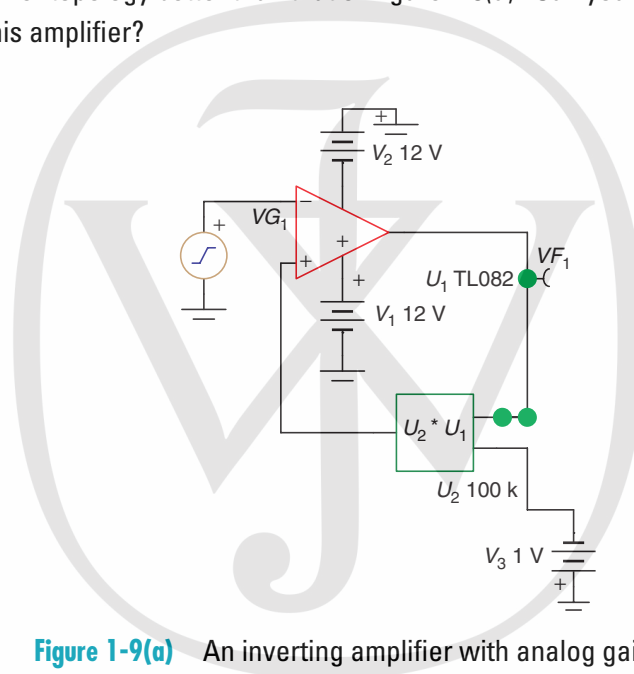 his amplifier?
+
V2 12 V
VG1
+
−
+
+
+
VF1
U1 TL082
V1 12 V
U2 * U1
U2 100 k
V3 1 V
+
Figure 1-9(a) An inverting amplifier with analog gai